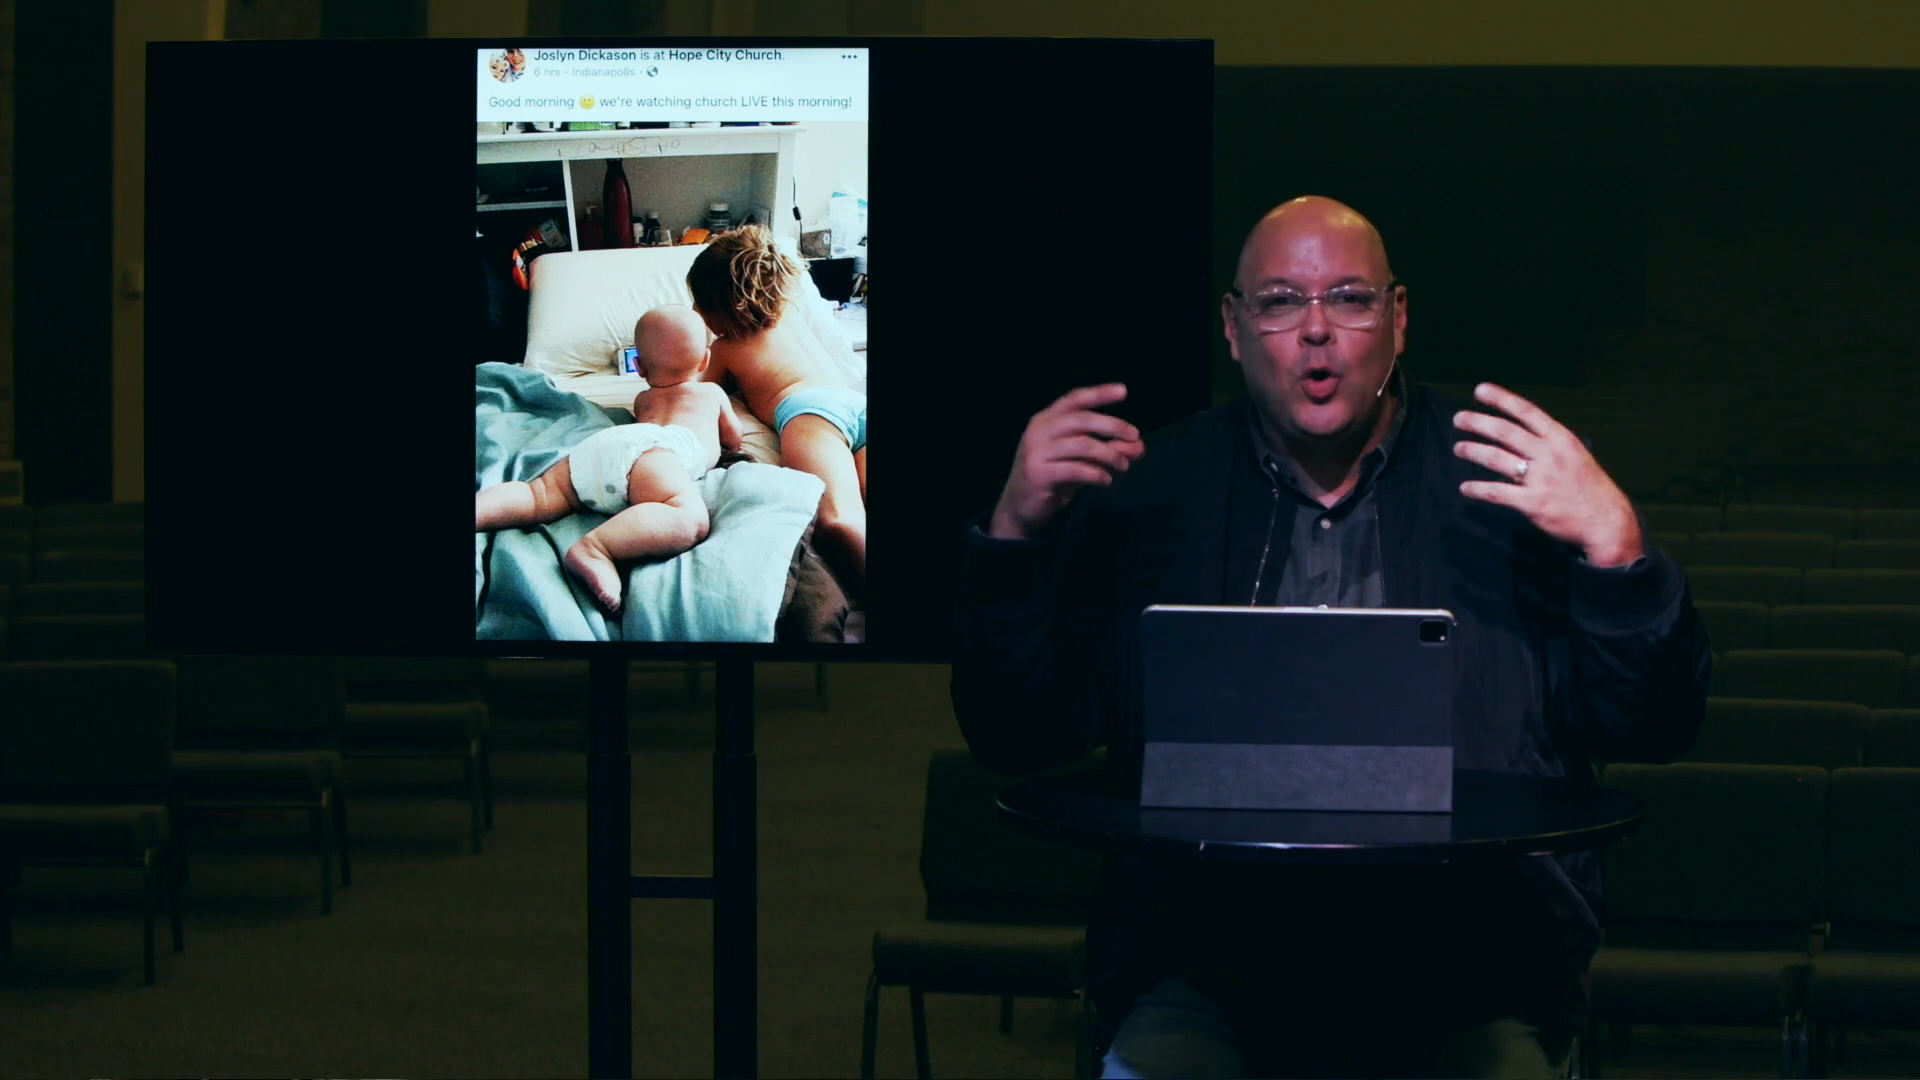 Joslyn Dickason is at Hope City Church.
6 hrs · Indianapolis ·
Good morning 😊 we're watching church LIVE this morning!